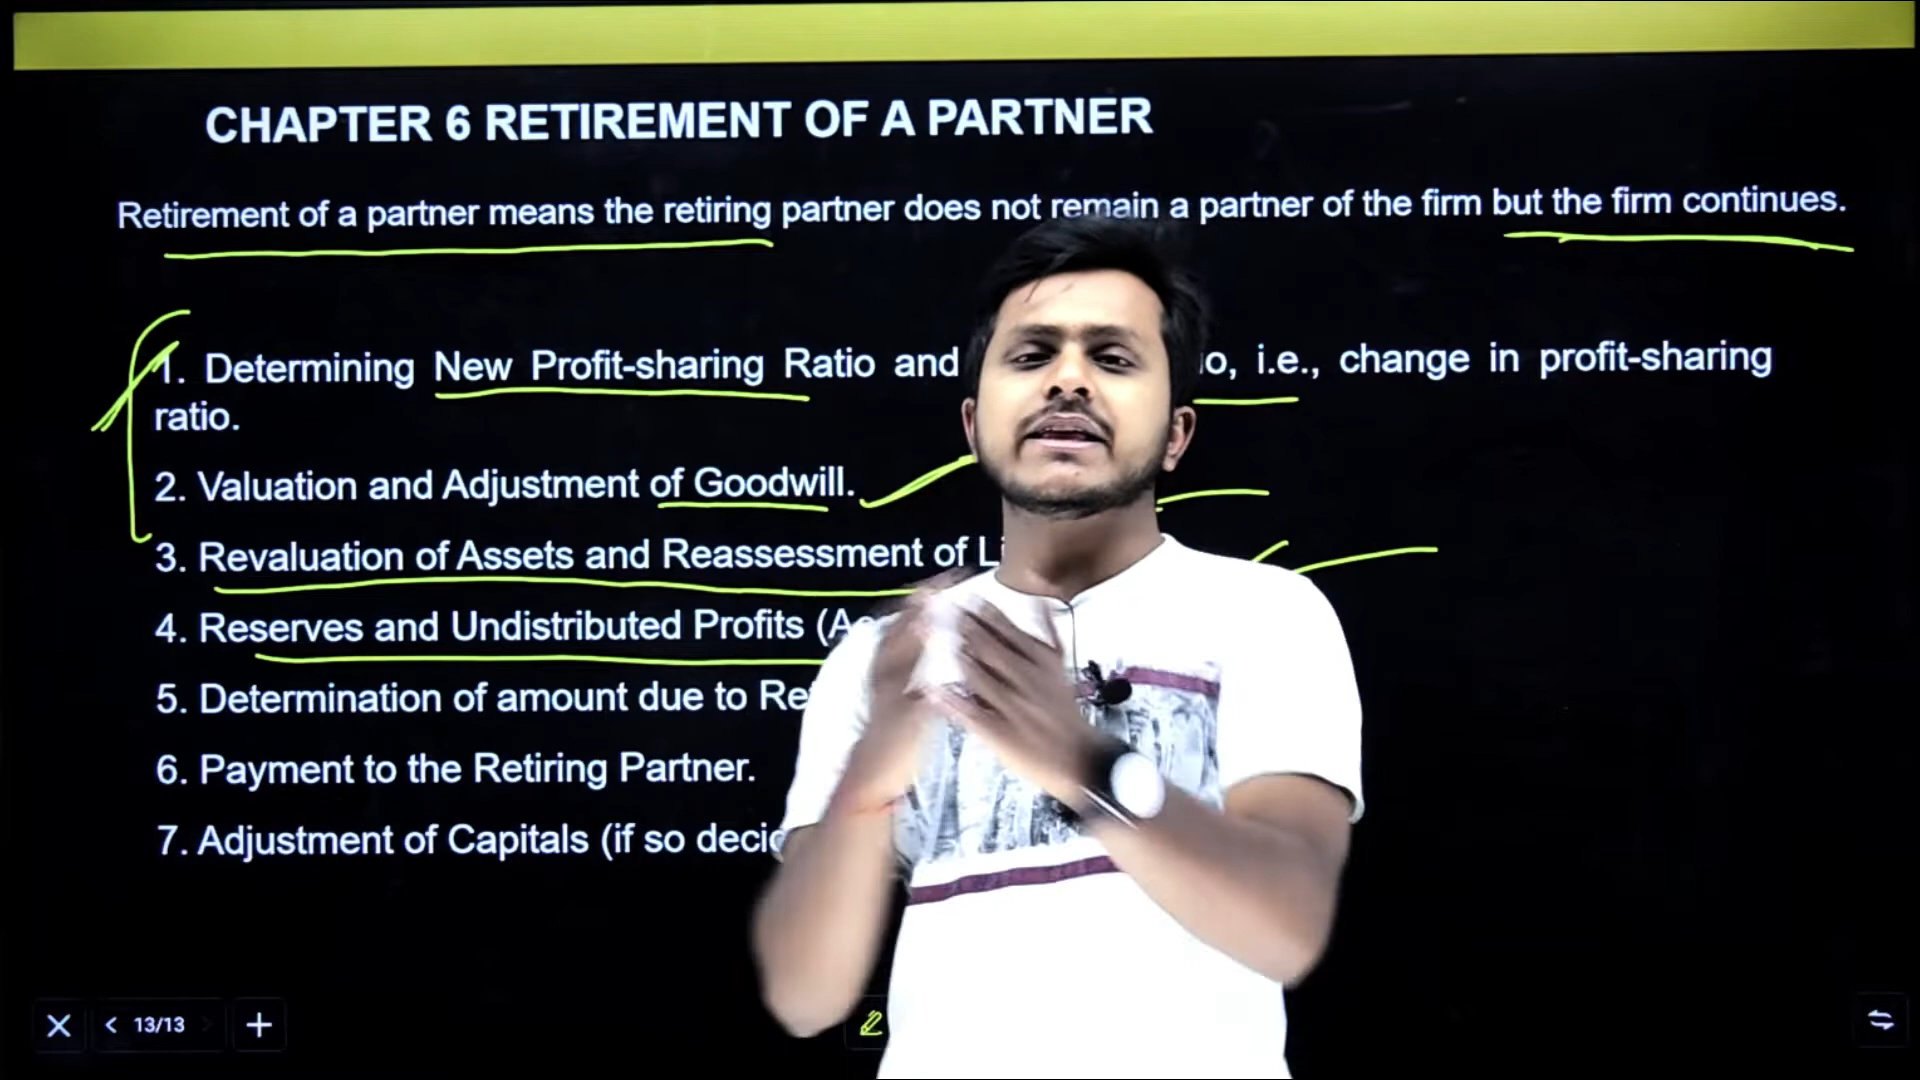 CHAPTER 6 RETIREMENT OF A PARTNER
Retirement of a partner means the retiring partner does not remain a partner of the firm but the firm continues.
1. Determining New Profit-sharing Ratio and i.e., change in profit-sharing
ratio.
2. Valuation and Adjustment of Goodwill.
3. Revaluation of Assets and Reassessment of
4. Reserves and Undistributed Profits
5. Determination of amount due to
6. Payment to the Retiring Partner.
7. Adjustment of Capitals (if so
13/13